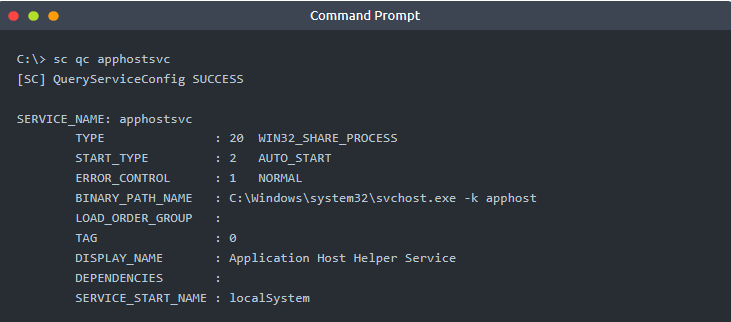 Command Prompt
C:\> sc qc apphostsvc
[SC] QueryServiceConfig SUCCESS
SERVICE_NAME: apphostsvc
        TYPE               : 20  WIN32_SHARE_PROCESS
        START_TYPE         : 2   AUTO_START
        ERROR_CONTROL      : 1   NORMAL
        BINARY_PATH_NAME   : C:\Windows\system32\svchost.exe -k apphost
        LOAD_ORDER_GROUP   :
        TAG                : 0
        DISPLAY_NAME       : Application Host Helper Service
        DEPENDENCIES       :
        SERVICE_START_NAME : localSystem